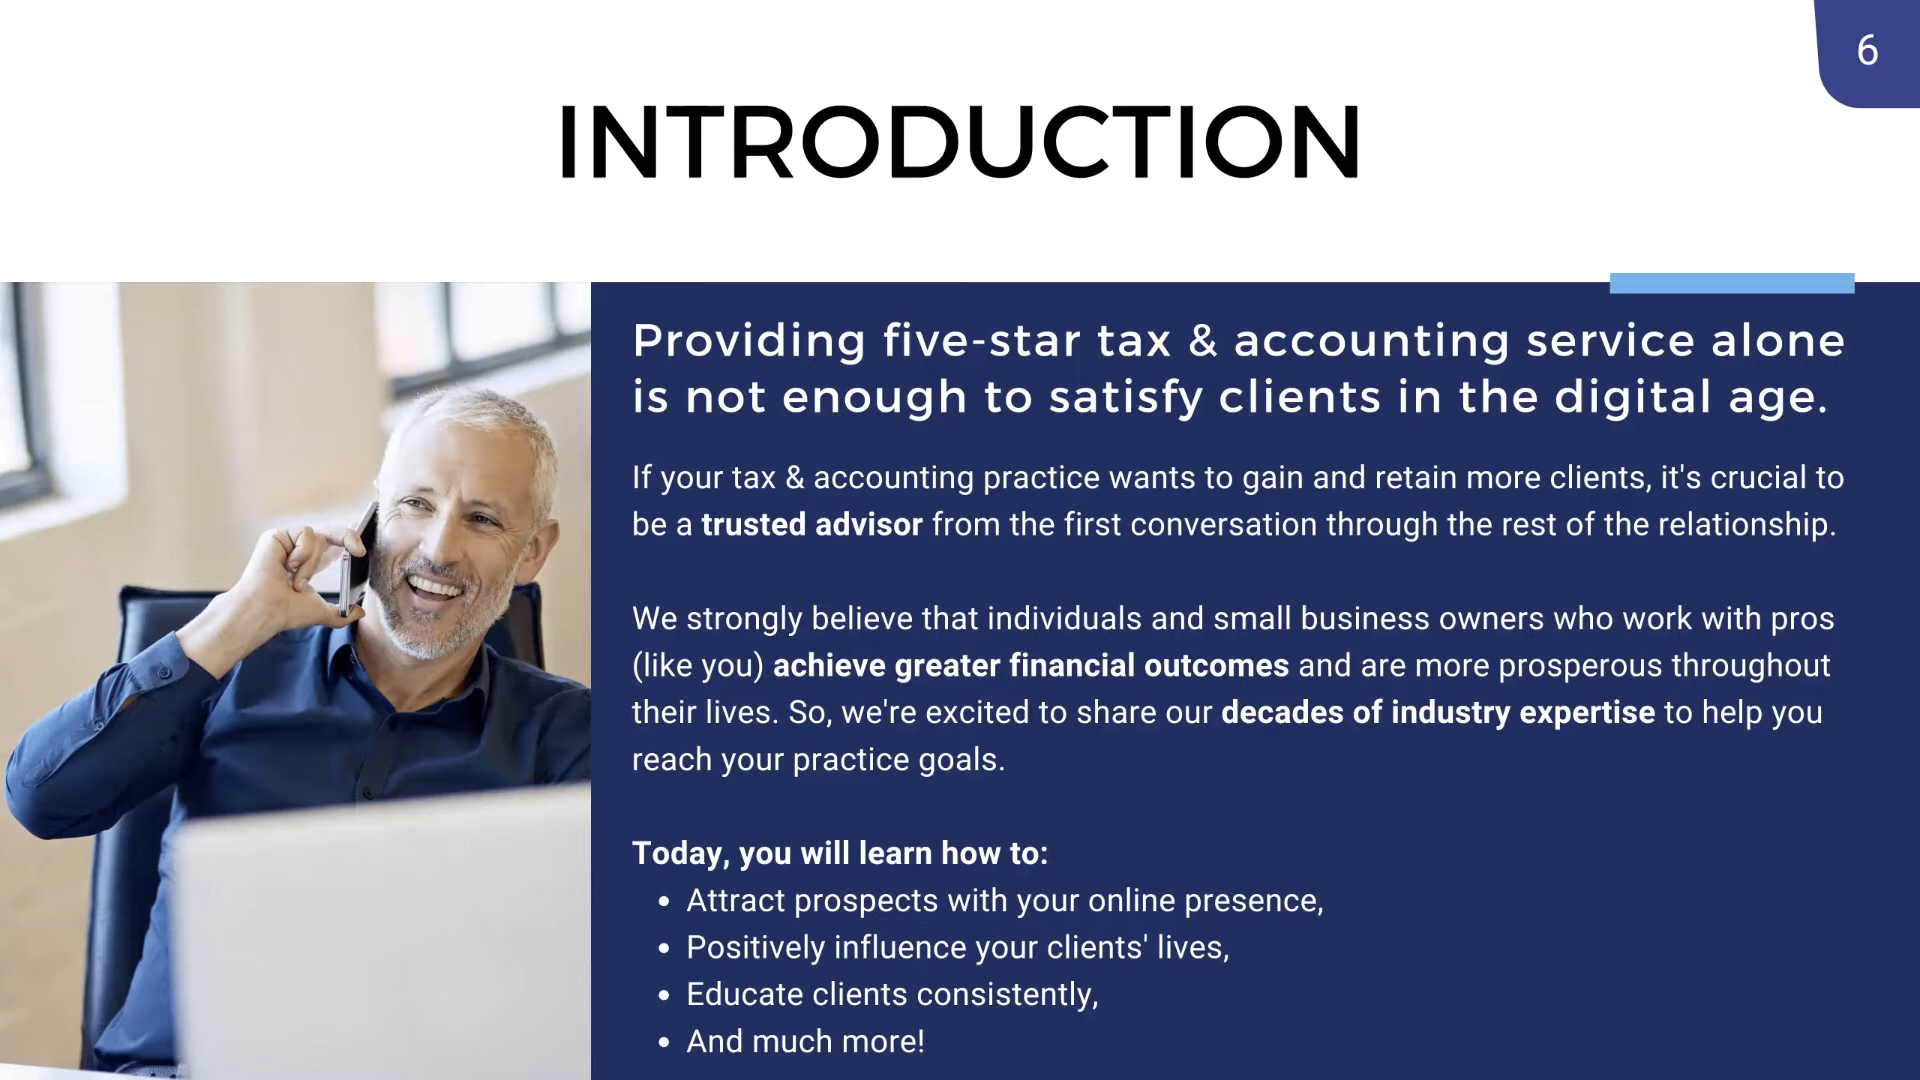 6
INTRODUCTION
Providing five-star tax & accounting service alone
is not enough to satisfy clients in the digital age.
If your tax & accounting practice wants to gain and retain more clients, it's crucial to
be a trusted advisor from the first conversation through the rest of the relationship.
We strongly believe that individuals and small business owners who work with pros
(like you) achieve greater financial outcomes and are more prosperous throughout
their lives. So, we're excited to share our decades of industry expertise to help you
reach your practice goals.
Today, you will learn how to:
• Attract prospects with your online presence,
• Positively influence your clients' lives,
• Educate clients consistently,
• And much more!